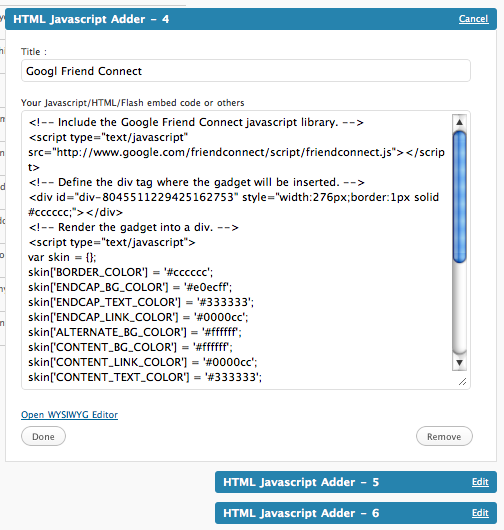 HTML Javascript Adder - 4 Cancel
Title :
Googl Friend Connect
Your Javascript/HTML/Flash embed code or others
<!-- Include the Google Friend Connect javascript library. -->
<script type="text/javascript"
src="http://www.google.com/friendconnect/script/friendconnect.js"></scrip
t>
<!-- Define the div tag where the gadget will be inserted. -->
<div id="div-8045511229425162753" style="width:276px;border:1px solid
#cccccc;"></div>
<!-- Render the gadget into a div. -->
<script type="text/javascript">
var skin = {};
skin['BORDER_COLOR'] = '#cccccc';
skin['ENDCAP_BG_COLOR'] = '#e0ecff';
skin['ENDCAP_TEXT_COLOR'] = '#333333';
skin['ENDCAP_LINK_COLOR'] = '#0000cc';
skin['ALTERNATE_BG_COLOR'] = '#ffffff';
skin['CONTENT_BG_COLOR'] = '#ffffff';
skin['CONTENT_LINK_COLOR'] = '#0000cc';
skin['CONTENT_TEXT_COLOR'] = '#333333';
Open WYSIWYG Editor
Done Remove
HTML Javascript Adder - 5 Edit
HTML Javascript Adder - 6 Edit